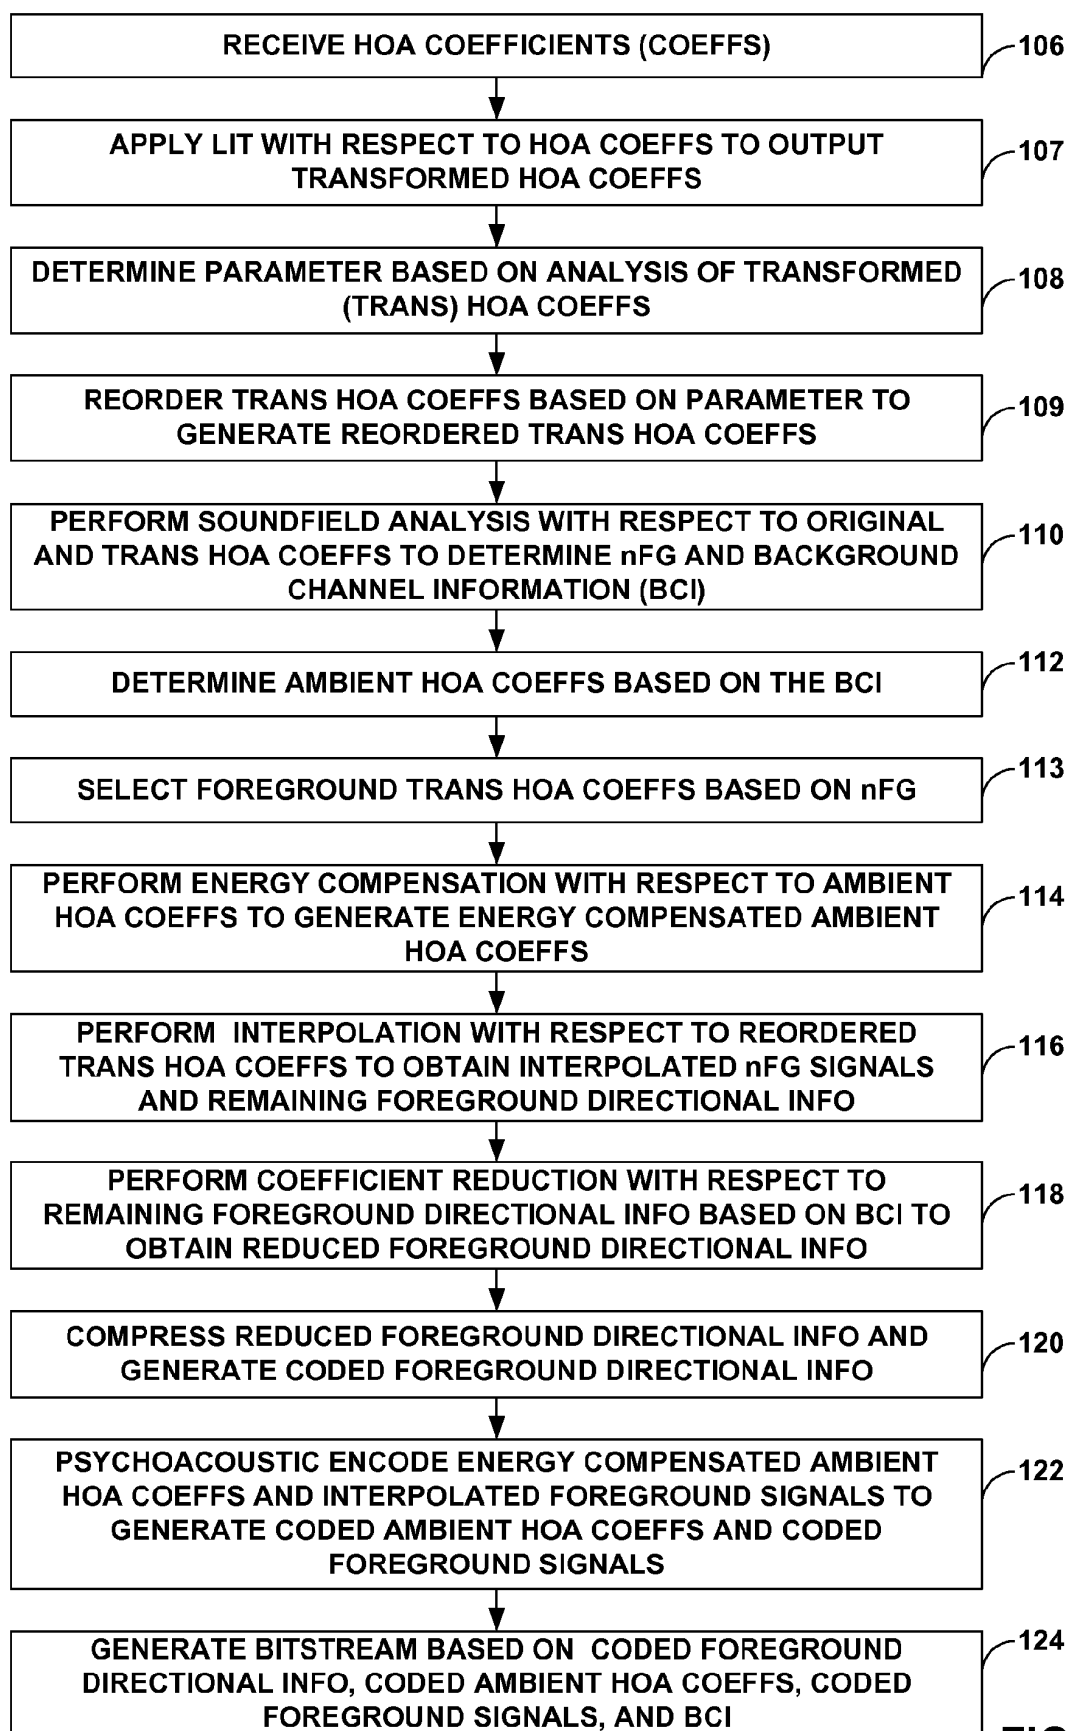 RECEIVE HOA COEFFICIENTS (COEFFS)
106
APPLY LIT WITH RESPECT TO HOA COEFFS TO OUTPUT
TRANSFORMED HOA COEFFS
107
DETERMINE PARAMETER BASED ON ANALYSIS OF TRANSFORMED
(TRANS) HOA COEFFS
108
REORDER TRANS HOA COEFFS BASED ON PARAMETER TO
GENERATE REORDERED TRANS HOA COEFFS
109
PERFORM SOUNDFIELD ANALYSIS WITH RESPECT TO ORIGINAL
AND TRANS HOA COEFFS TO DETERMINE nFG AND BACKGROUND
CHANNEL INFORMATION (BCI)
110
DETERMINE AMBIENT HOA COEFFS BASED ON THE BCI
112
SELECT FOREGROUND TRANS HOA COEFFS BASED ON nFG
113
PERFORM ENERGY COMPENSATION WITH RESPECT TO AMBIENT
HOA COEFFS TO GENERATE ENERGY COMPENSATED AMBIENT
HOA COEFFS
114
PERFORM INTERPOLATION WITH RESPECT TO REORDERED
TRANS HOA COEFFS TO OBTAIN INTERPOLATED nFG SIGNALS
AND REMAINING FOREGROUND DIRECTIONAL INFO
116
PERFORM COEFFICIENT REDUCTION WITH RESPECT TO
REMAINING FOREGROUND DIRECTIONAL INFO BASED ON BCI TO
OBTAIN REDUCED FOREGROUND DIRECTIONAL INFO
118
COMPRESS REDUCED FOREGROUND DIRECTIONAL INFO AND
GENERATE CODED FOREGROUND DIRECTIONAL INFO
120
PSYCHOACOUSTIC ENCODE ENERGY COMPENSATED AMBIENT
HOA COEFFS AND INTERPOLATED FOREGROUND SIGNALS TO
GENERATE CODED AMBIENT HOA COEFFS AND CODED
FOREGROUND SIGNALS
122
GENERATE BITSTREAM BASED ON CODED FOREGROUND
DIRECTIONAL INFO, CODED AMBIENT HOA COEFFS, CODED
FOREGROUND SIGNALS, AND BCI
124